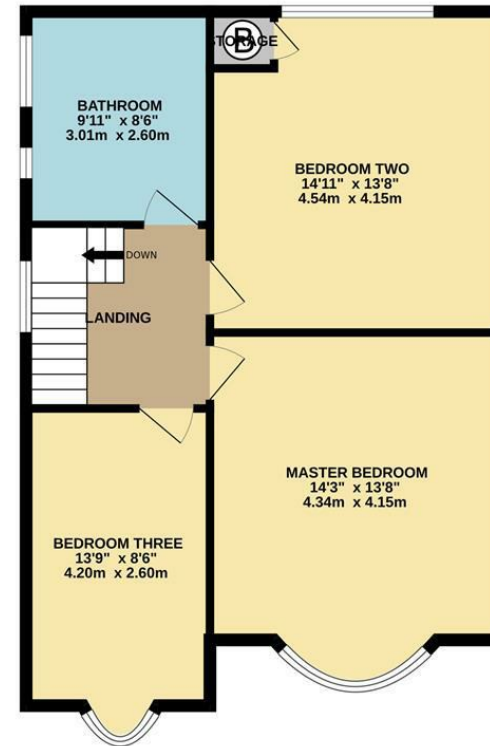 STORAGE
B
BATHROOM
9'11" x 8'6"
3.01m x 2.60m
BEDROOM TWO
14'11" x 13'8"
4.54m x 4.15m
DOWN
LANDING
MASTER BEDROOM
14'3" x 13'8"
4.34m x 4.15m
BEDROOM THREE
13'9" x 8'6"
4.20m x 2.60m